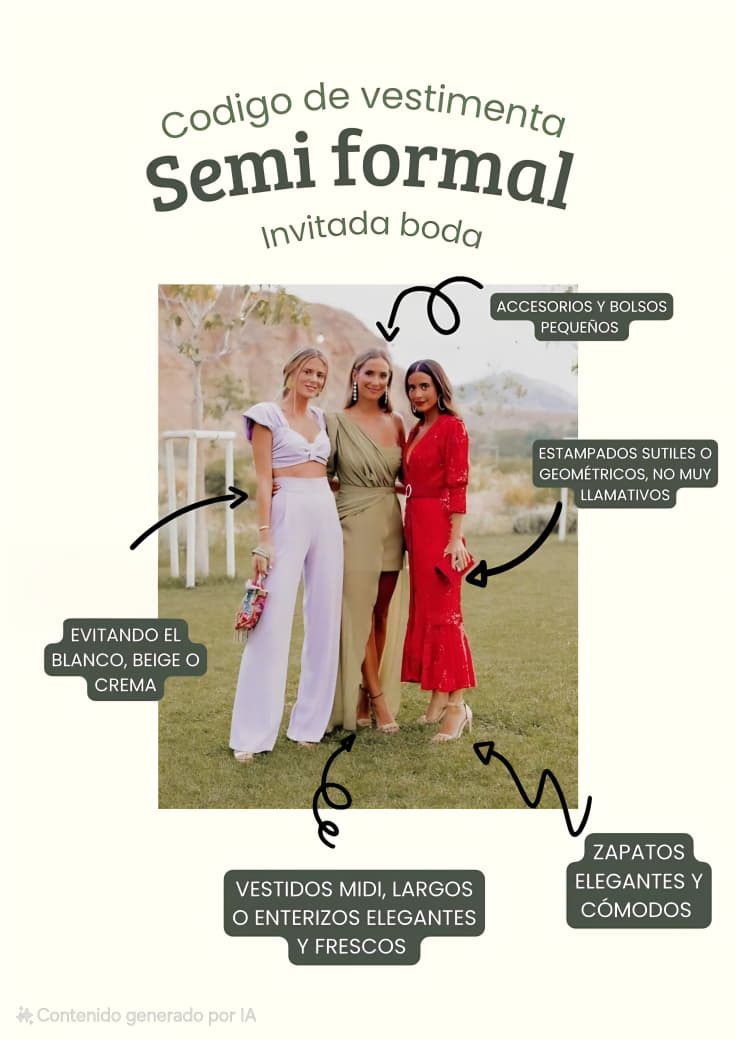 Codigo de vestimenta
Semi formal
Invitada boda
ACCESORIOS Y BOLSOS
PEQUEÑOS
ESTAMPADOS SUTILES O
GEOMÉTRICOS, NO MUY
LLAMATIVOS
EVITANDO EL
BLANCO, BEIGE O
CREMA
VESTIDOS MIDI, LARGOS
O ENTERIZOS ELEGANTES
Y FRESCOS
ZAPATOS
ELEGANTES Y
CÓMODOS
Contenido generado por IA